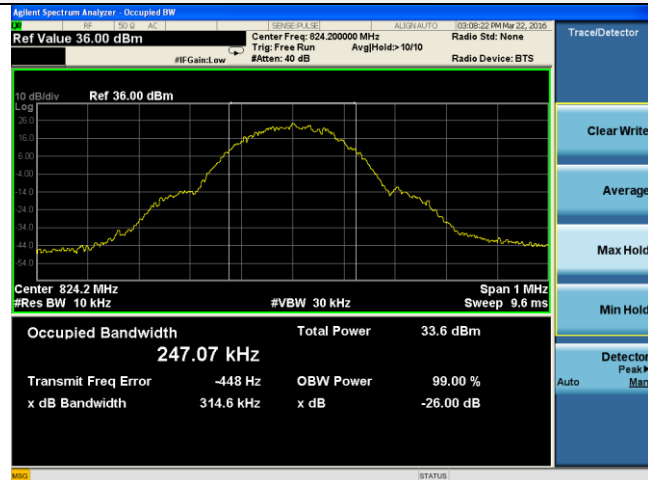 Agilent Spectrum Analyzer - Occupied BW
RF 50 Ω AC SENSE:PULSE ALIGN AUTO 03:08:22 PM Mar 22, 2016
Ref Value 36.00 dBm Center Freq: 824.200000 MHz Radio Std: None
Trig: Free Run Avg|Hold:> 10/10
#IFGain:Low #Atten: 40 dB Radio Device: BTS
Trace/Detector
10 dB/div Ref 36.00 dBm
Log
26.0
16.0
6.00
-4.00
-14.0
-24.0
-34.0
-44.0
-54.0
Center 824.2 MHz Span 1 MHz
#Res BW 10 kHz #VBW 30 kHz Sweep 9.6 ms
Occupied Bandwidth Total Power 33.6 dBm
247.07 kHz
Transmit Freq Error -448 Hz OBW Power 99.00 %
x dB Bandwidth 314.6 kHz x dB -26.00 dB
Clear Write
Average
Max Hold
Min Hold
Detector
Peak
Auto Man
MSG STATUS